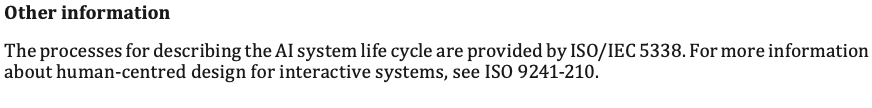 Other information
The processes for describing the AI system life cycle are provided by ISO/IEC 5338. For more information
about human-centred design for interactive systems, see ISO 9241-210.